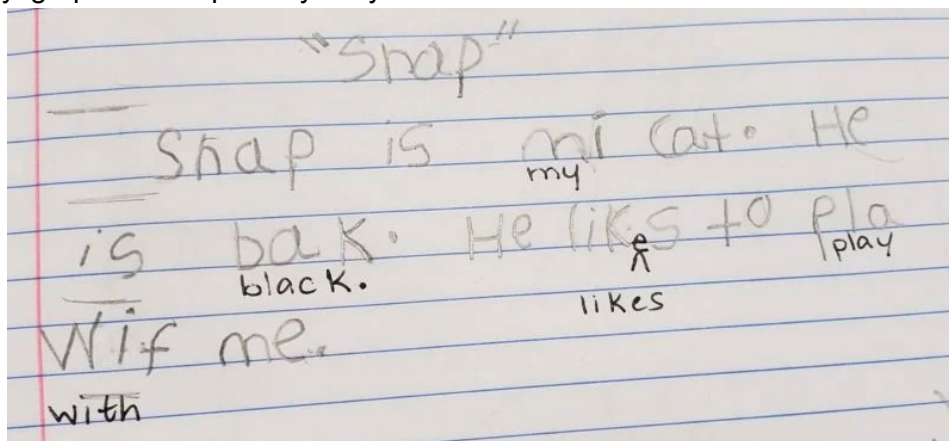 "Snap"
Snap is mi cat. He
my
is bak. He liks to pla
e
black. play
likes
Wif me.
with